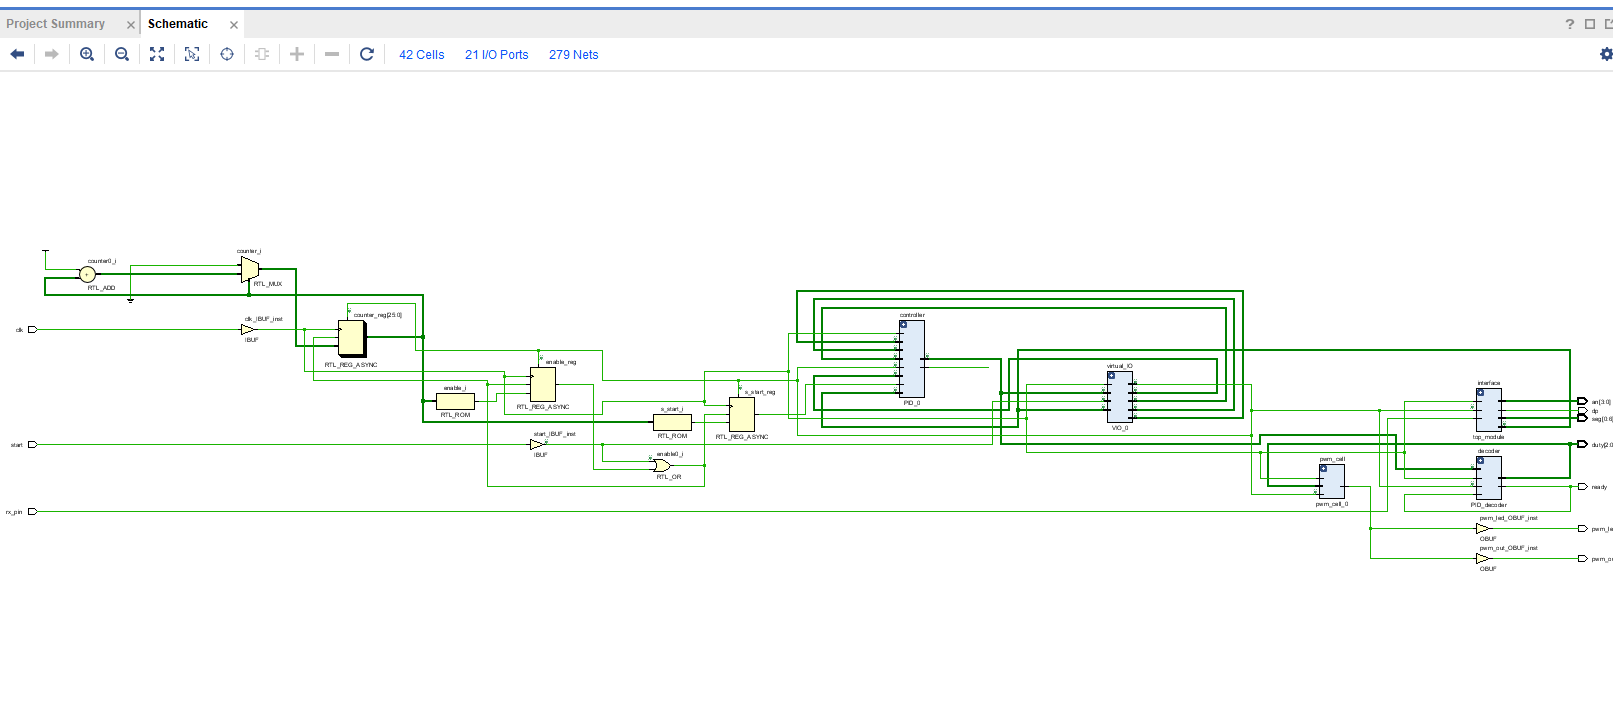 Project Summary
Schematic
42 Cells
21 I/O Ports
279 Nets
counter_i
counter0_i
RTL_MUX
RTL_ADD
clk
clk_IBUF_inst
IBUF
counter_reg[25:0]
RTL_REG_ASYNC
enable_i
RTL_ROM
enable_reg
RTL_REG_ASYNC
s_start_i
RTL_ROM
s_start_reg
RTL_REG_ASYNC
start
start_IBUF_inst
IBUF
enable0_i
RTL_OR
rx_pin
controller
PID_0
virtual_IO
VIO_0
pwm_cell
pwm_cell_0
interface
top_module
decoder
PID_decoder
an[3:0]
dp
seg[0:6]
duty[2:0
ready
pwm_led_OBUF_inst
OBUF
pwm_le
pwm_out_OBUF_inst
OBUF
pwm_o